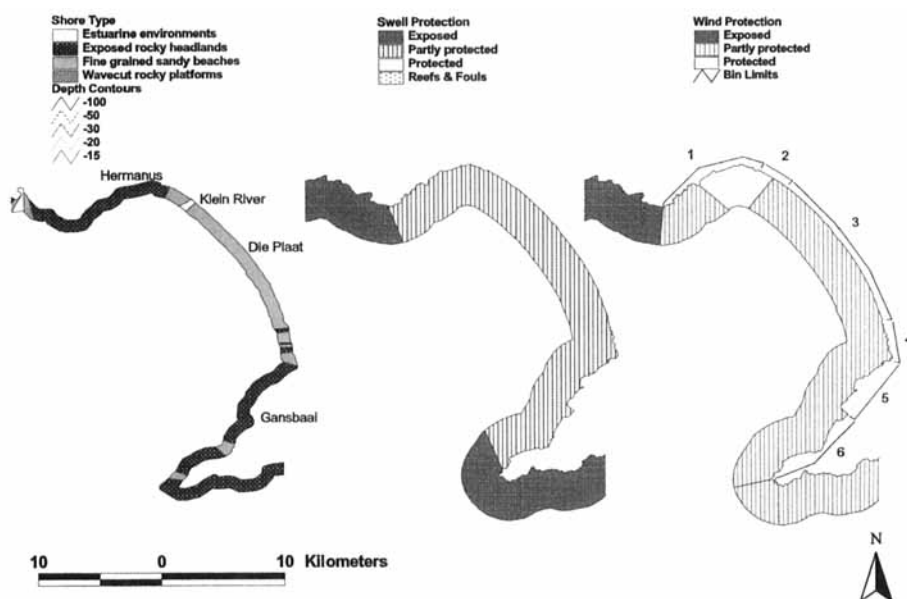 Shore Type
Estuarine environments
Exposed rocky headlands
Fine grained sandy beaches
Wavecut rocky platforms
Depth Contours
-100
-50
-30
-20
-15
Swell Protection
Exposed
Partly protected
Protected
Reefs & Fouls
Wind Protection
Exposed
Partly protected
Protected
Bin Limits
Hermanus
Klein River
Die Plaat
Gansbaai
1
2
3
4
5
6
10 0 10 Kilometers
N